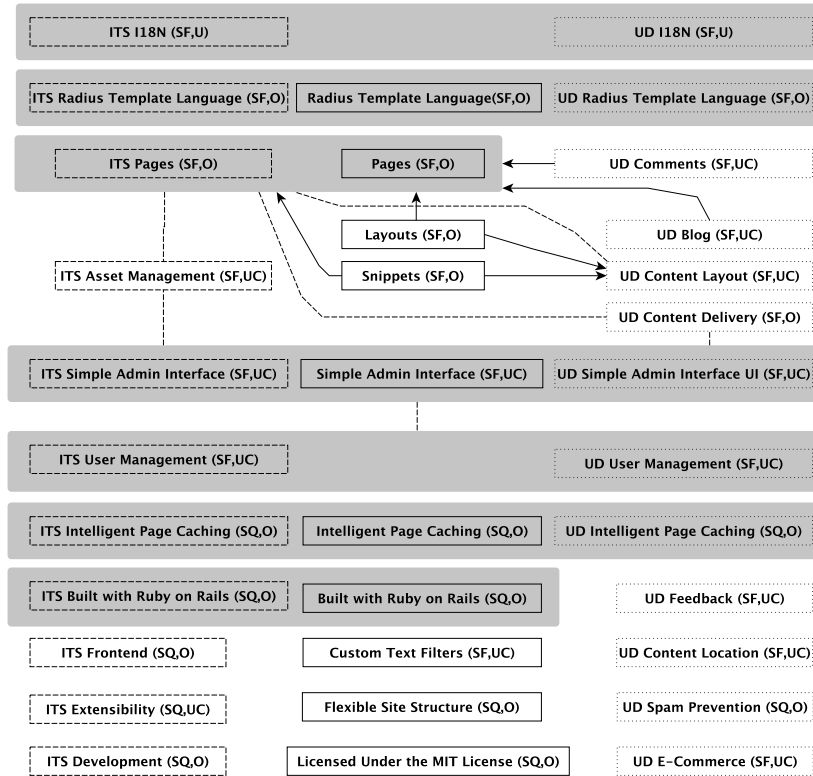 ITS I18N (SF,U)
UD I18N (SF,U)
ITS Radius Template Language (SF,O)
Radius Template Language(SF,O)
UD Radius Template Language (SF,O)
ITS Pages (SF,O)
Pages (SF,O)
UD Comments (SF,UC)
Layouts (SF,O)
UD Blog (SF,UC)
ITS Asset Management (SF,UC)
Snippets (SF,O)
UD Content Layout (SF,UC)
UD Content Delivery (SF,O)
ITS Simple Admin Interface (SF,UC)
Simple Admin Interface (SF,UC)
UD Simple Admin Interface UI (SF,UC)
ITS User Management (SF,UC)
UD User Management (SF,UC)
ITS Intelligent Page Caching (SQ,O)
Intelligent Page Caching (SQ,O)
UD Intelligent Page Caching (SQ,O)
ITS Built with Ruby on Rails (SQ,O)
Built with Ruby on Rails (SQ,O)
UD Feedback (SF,UC)
ITS Frontend (SQ,O)
Custom Text Filters (SF,UC)
UD Content Location (SF,UC)
ITS Extensibility (SQ,UC)
Flexible Site Structure (SQ,O)
UD Spam Prevention (SQ,O)
ITS Development (SQ,O)
Licensed Under the MIT License (SQ,O)
UD E-Commerce (SF,UC)